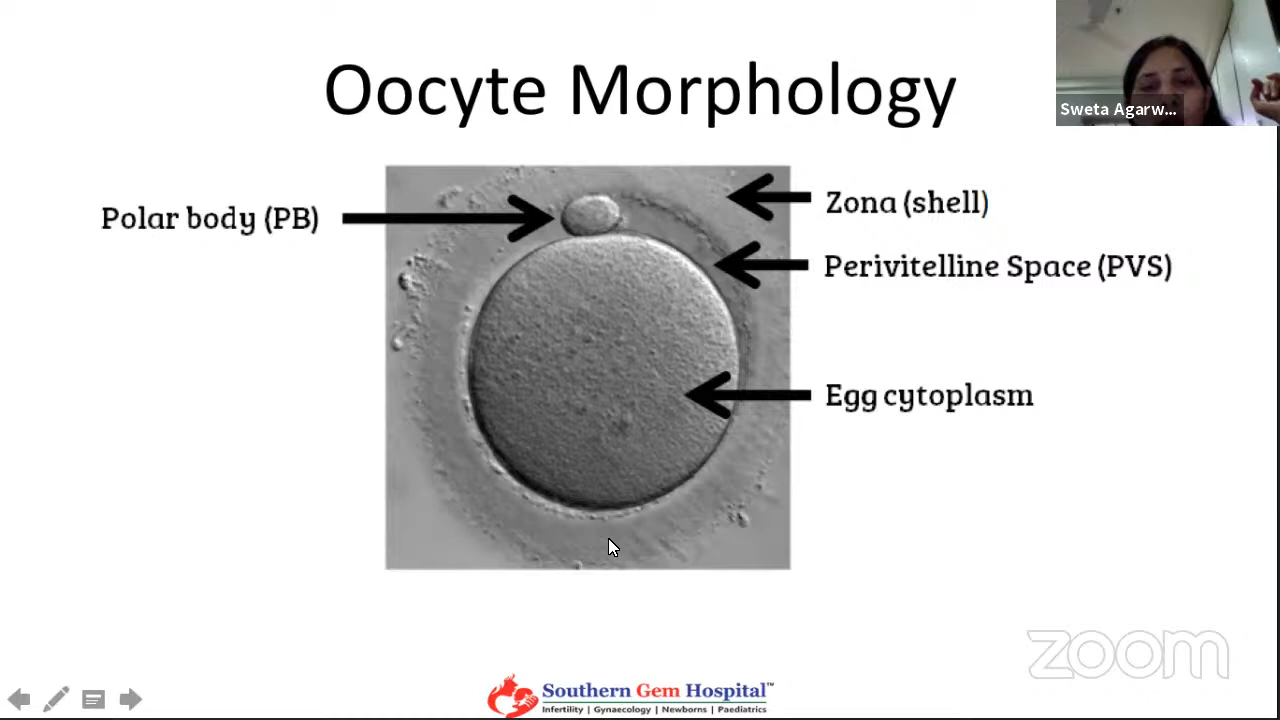 Oocyte Morphology
Sweta Agarw...
Polar body (PB)
Zona (shell)
Perivitelline Space (PVS)
Egg cytoplasm
zoom
Southern Gem Hospital™
Infertility | Gynaecology | Newborns | Paediatrics